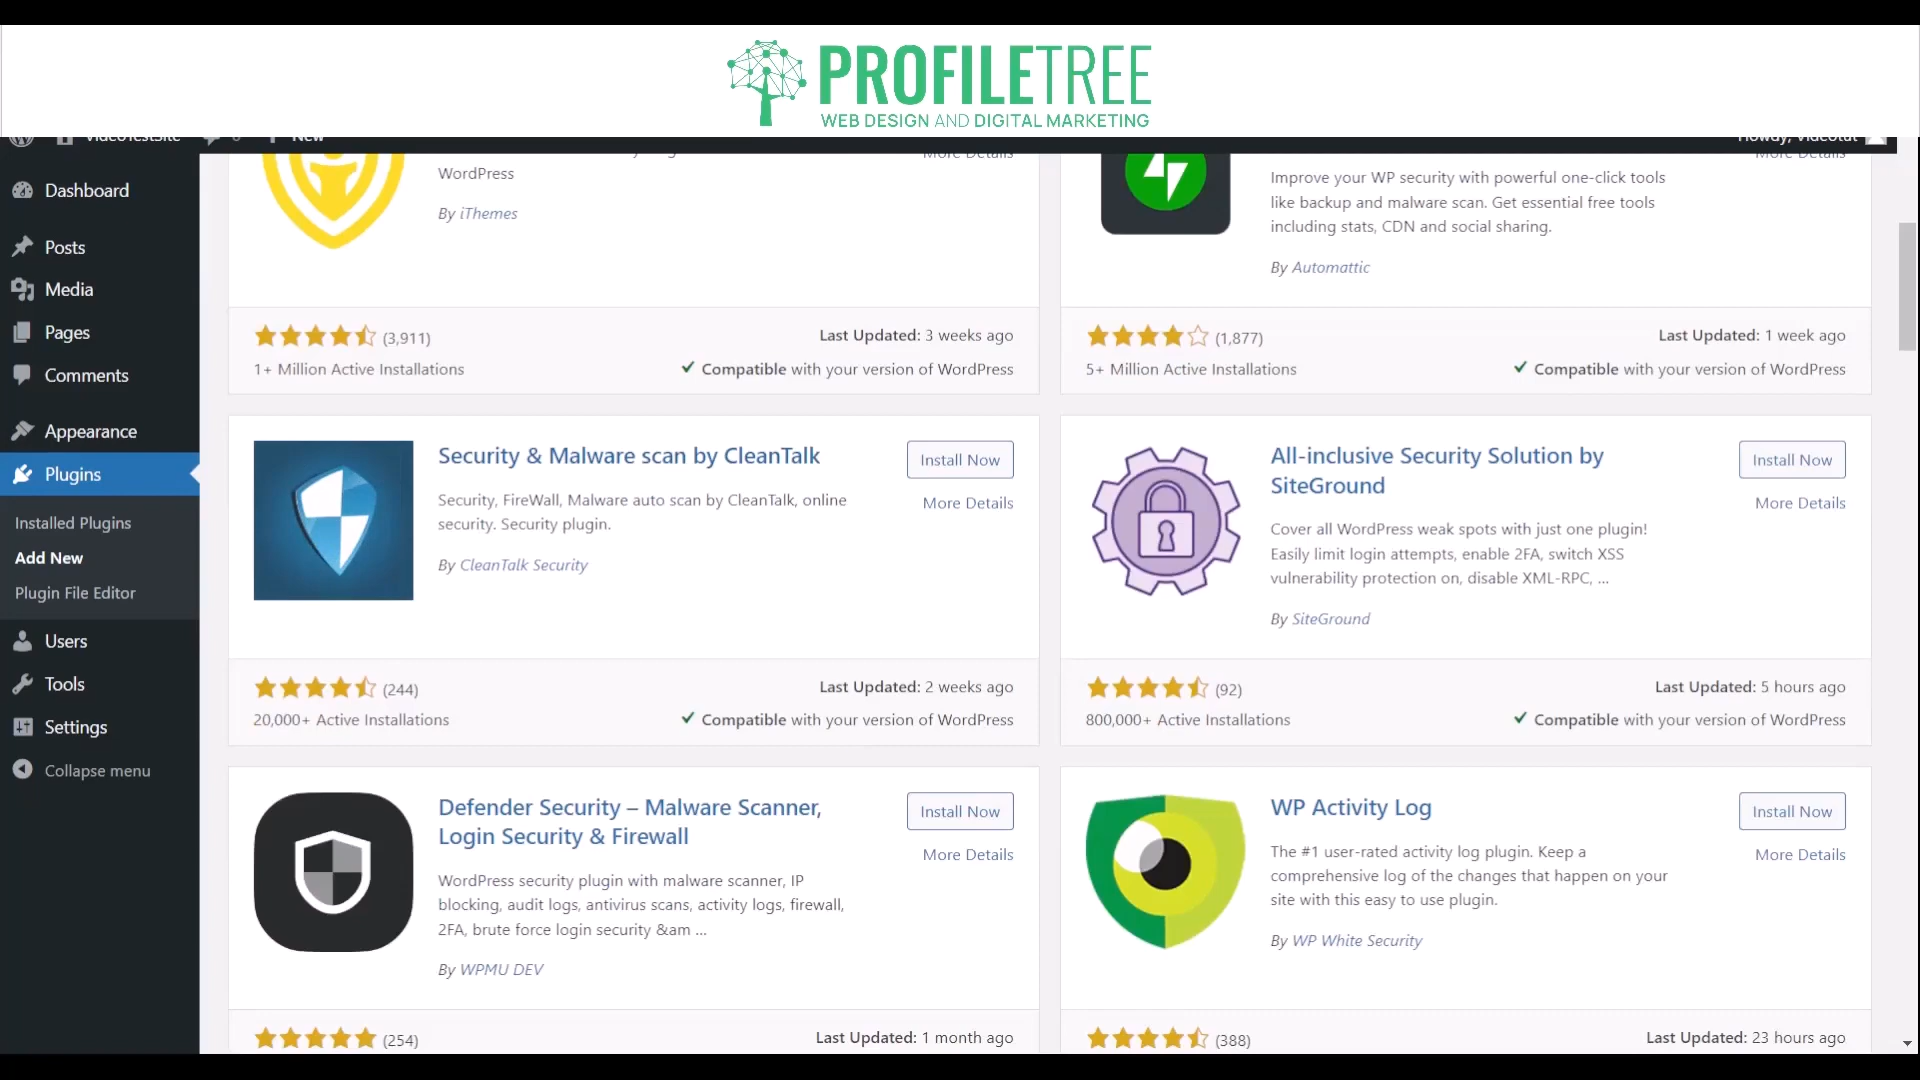 PROFILETREE
WEB DESIGN AND DIGITAL MARKETING
VideoTestSite
New
Howdy, videotut
Dashboard
Posts
Media
Pages
Comments
Appearance
Plugins
Installed Plugins
Add New
Plugin File Editor
Users
Tools
Settings
Collapse menu
More Details
WordPress
By iThemes
(3,911)
Last Updated: 3 weeks ago
1+ Million Active Installations
Compatible with your version of WordPress
More Details
Improve your WP security with powerful one-click tools
like backup and malware scan. Get essential free tools
including stats, CDN and social sharing.
By Automattic
(1,877)
Last Updated: 1 week ago
5+ Million Active Installations
Compatible with your version of WordPress
Security & Malware scan by CleanTalk
Install Now
More Details
Security, FireWall, Malware auto scan by CleanTalk, online
security. Security plugin.
By CleanTalk Security
(244)
Last Updated: 2 weeks ago
20,000+ Active Installations
Compatible with your version of WordPress
All-inclusive Security Solution by
SiteGround
Install Now
More Details
Cover all WordPress weak spots with just one plugin!
Easily limit login attempts, enable 2FA, switch XSS
vulnerability protection on, disable XML-RPC, ...
By SiteGround
(92)
Last Updated: 5 hours ago
800,000+ Active Installations
Compatible with your version of WordPress
Defender Security – Malware Scanner,
Login Security & Firewall
Install Now
More Details
WordPress security plugin with malware scanner, IP
blocking, audit logs, antivirus scans, activity logs, firewall,
2FA, brute force login security &am ...
By WPMU DEV
(254)
Last Updated: 1 month ago
WP Activity Log
Install Now
More Details
The #1 user-rated activity log plugin. Keep a
comprehensive log of the changes that happen on your
site with this easy to use plugin.
By WP White Security
(388)
Last Updated: 23 hours ago